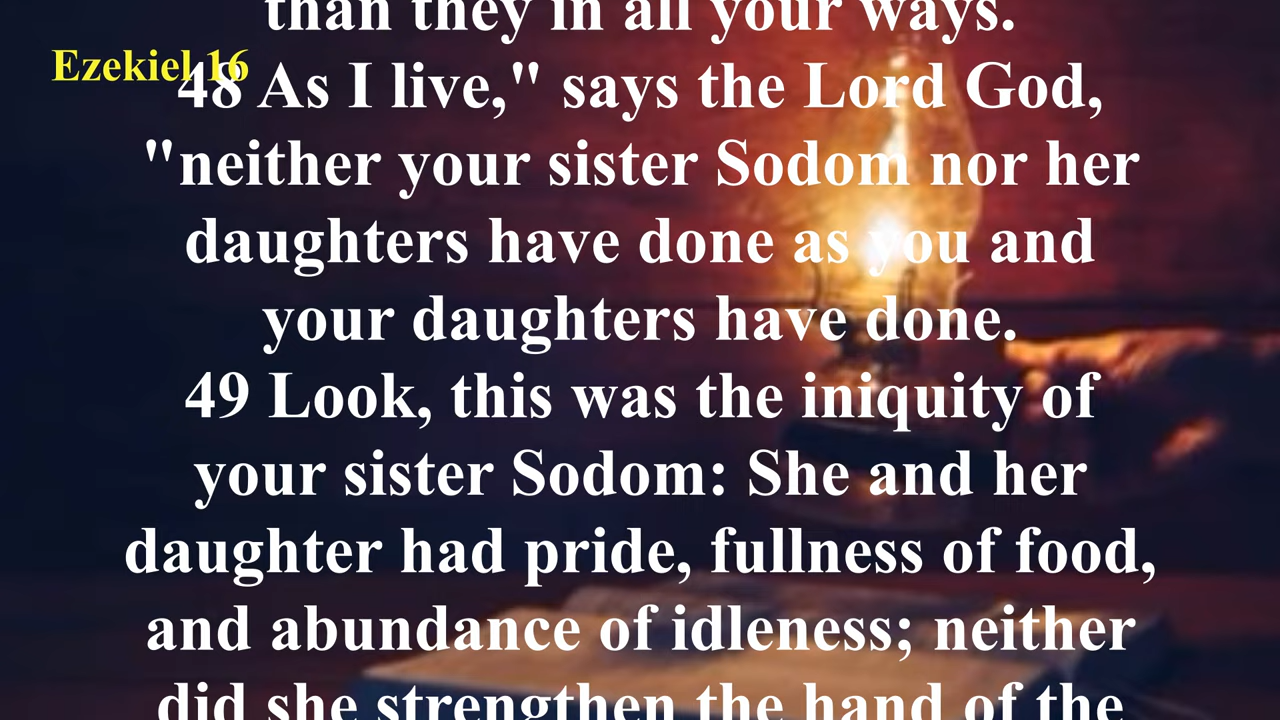 than they in all your ways.
Ezekiel 16
48 As I live," says the Lord God,
"neither your sister Sodom nor her
daughters have done as you and
your daughters have done.
49 Look, this was the iniquity of
your sister Sodom: She and her
daughter had pride, fullness of food,
and abundance of idleness; neither
did she strengthen the hand of the